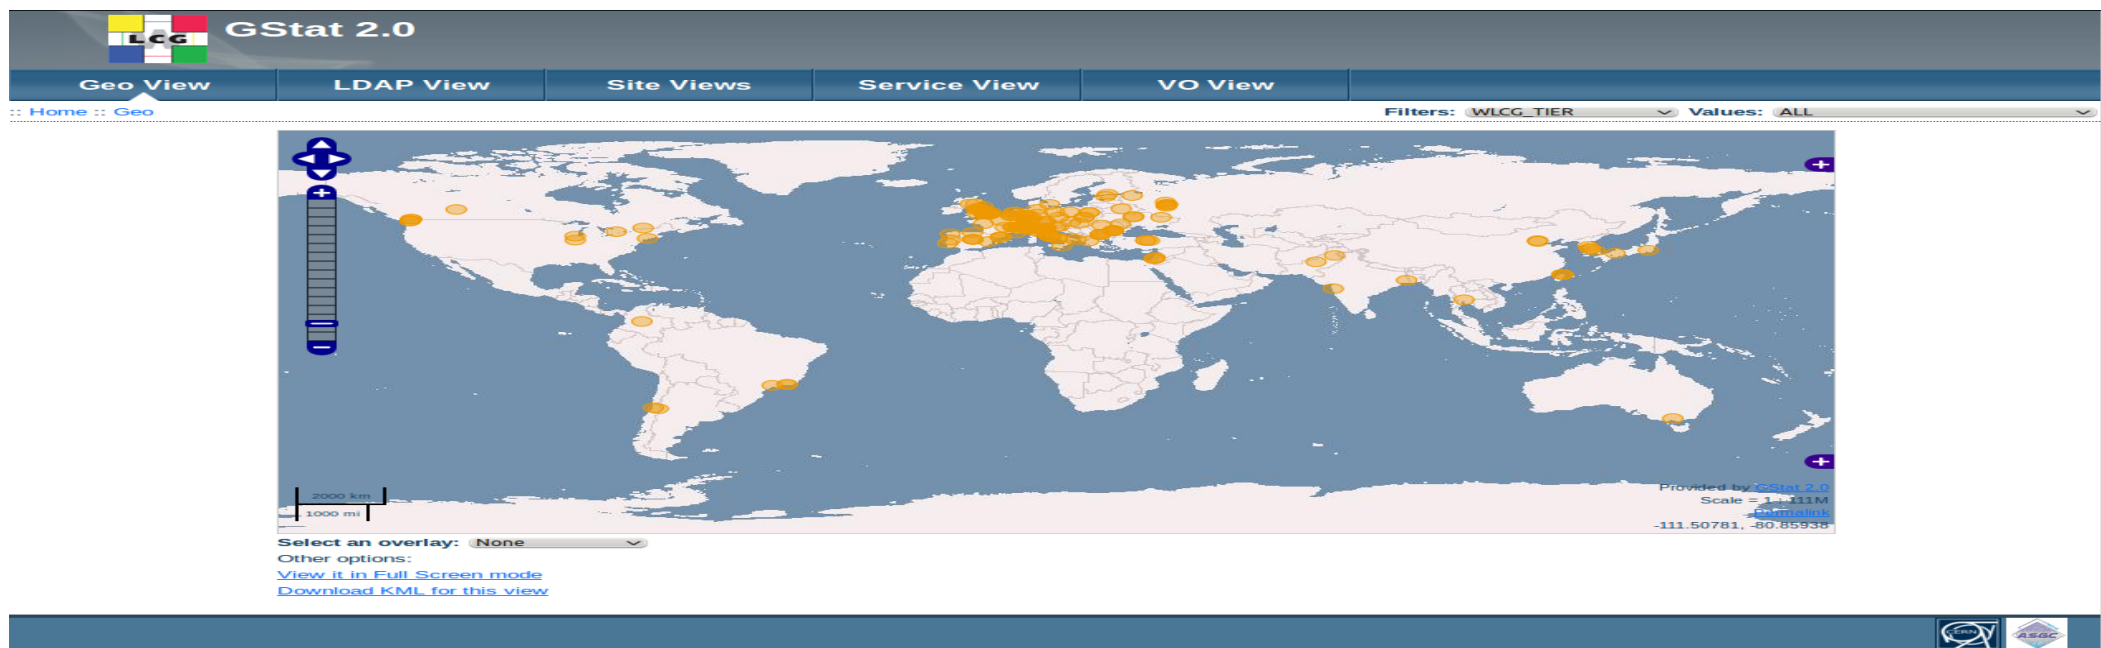 LCG
GStat 2.0
Geo View LDAP View Site Views Service View VO View
:: Home :: Geo Filters: WLCG_TIER Values: ALL
2000 km
1000 mi
Provided by GStat 2.0
Scale = 1 : 111M
Permalink
-111.50781, -80.85938
Select an overlay: None
Other options:
View it in Full Screen mode
Download KML for this view
CERN ASGC